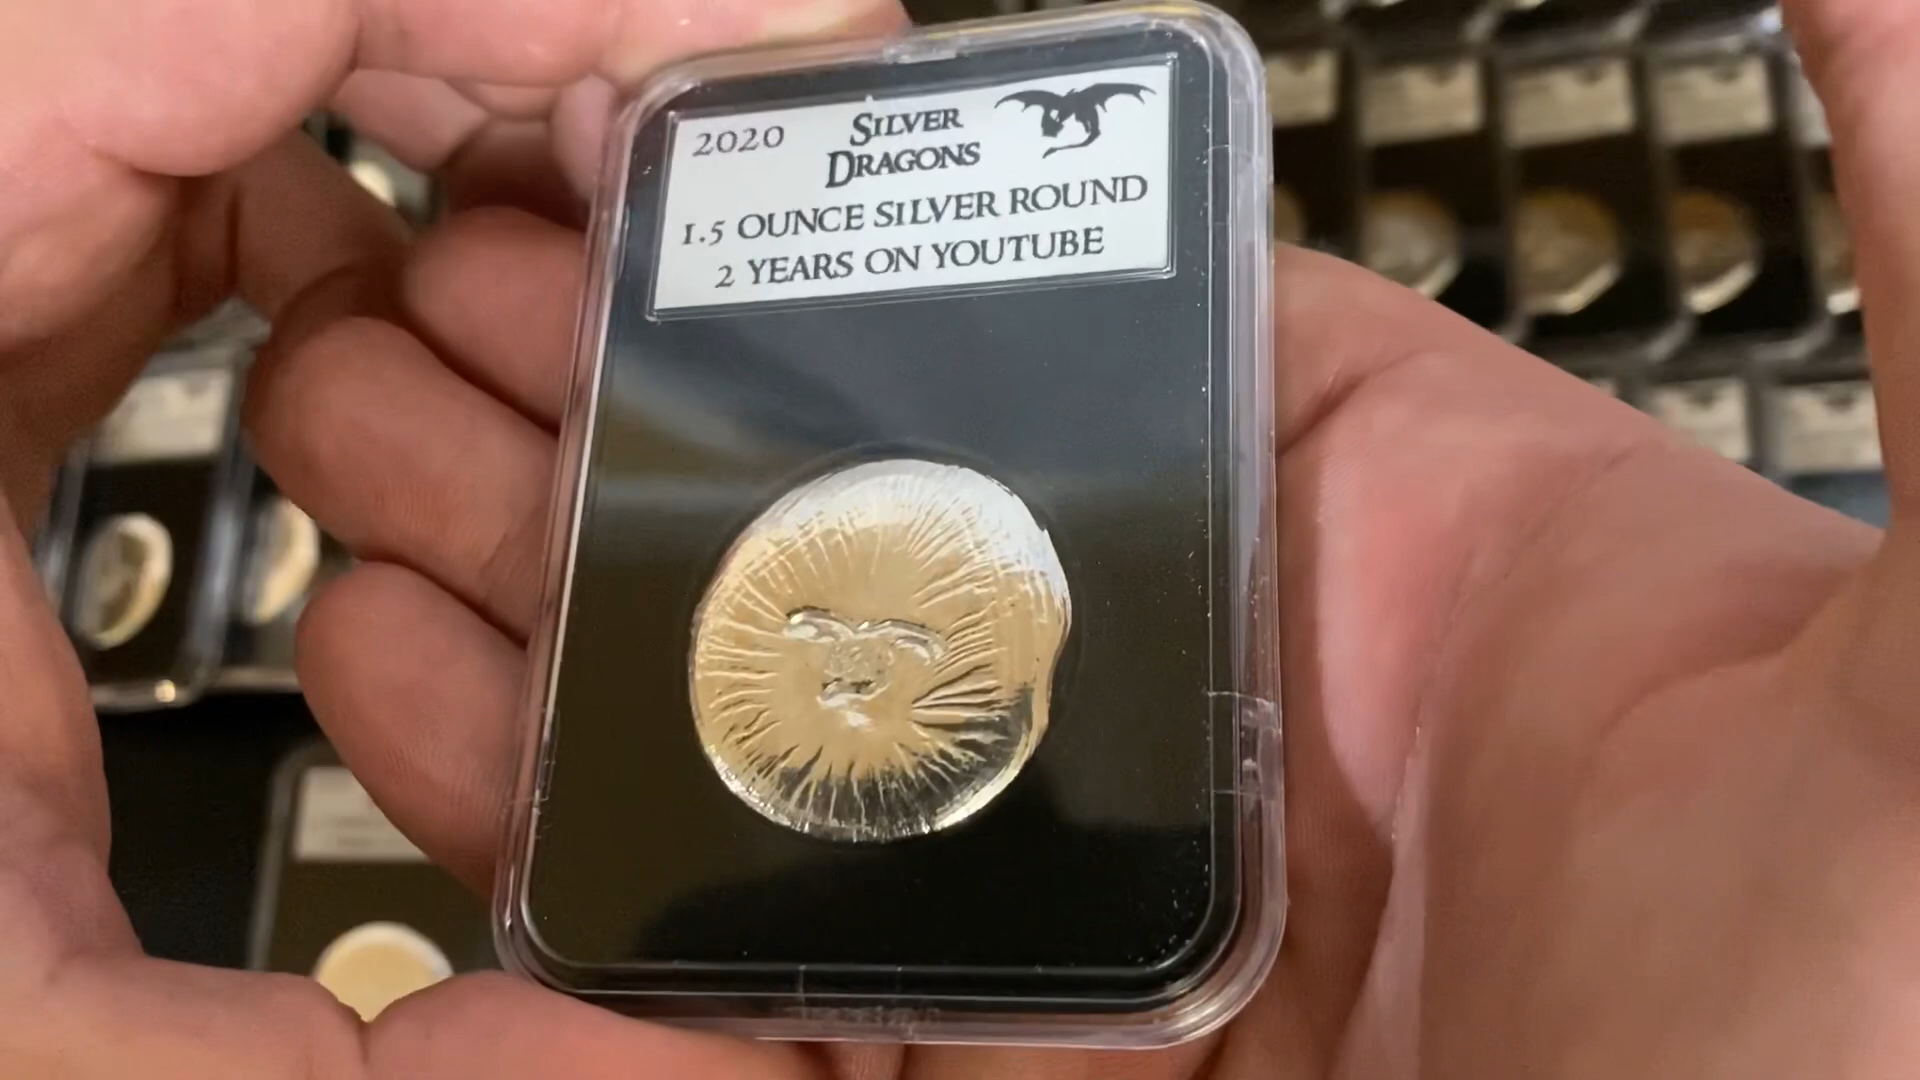 2020 SILVER
DRAGONS
1.5 OUNCE SILVER ROUND
2 YEARS ON YOUTUBE